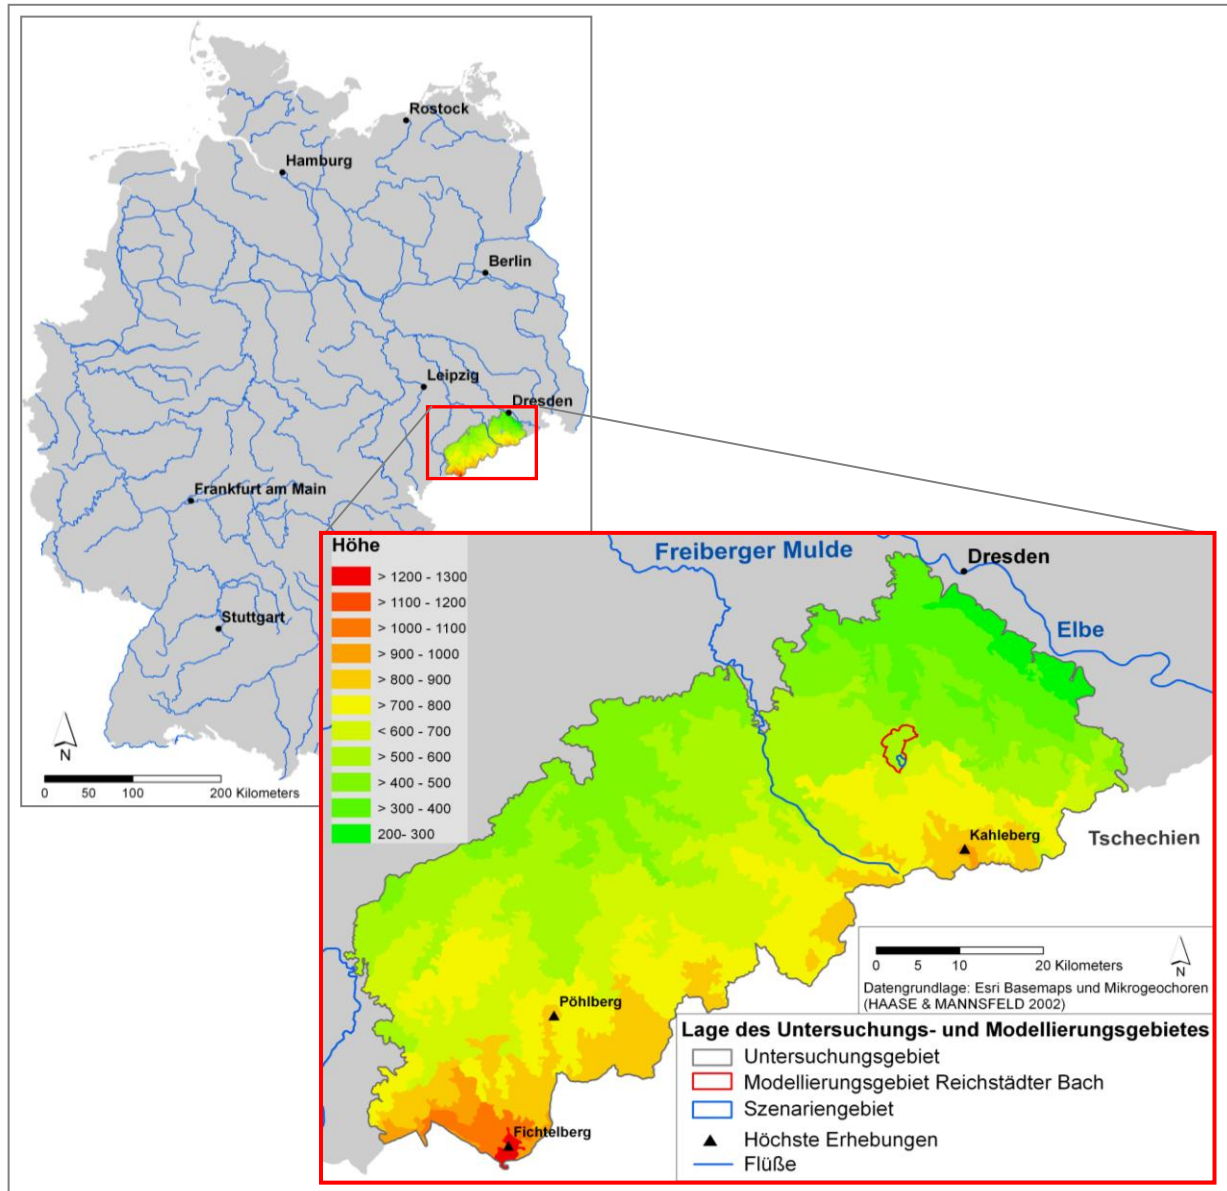 Rostock
Hamburg
Berlin
Leipzig
Dresden
Frankfurt am Main
Stuttgart
N
0 50 100 200 Kilometers
Höhe
> 1200 - 1300
> 1100 - 1200
> 1000 - 1100
> 900 - 1000
> 800 - 900
> 700 - 800
< 600 - 700
> 500 - 600
> 400 - 500
> 300 - 400
200- 300
Freiberger Mulde
Dresden
Elbe
Kahleberg
Tschechien
Pöhlberg
Fichtelberg
0 5 10 20 Kilometers
N
Datengrundlage: Esri Basemaps und Mikrogeochoren
(HAASE & MANNSFELD 2002)
Lage des Untersuchungs- und Modellierungsgebietes
Untersuchungsgebiet
Modellierungsgebiet Reichstädter Bach
Szenariengebiet
Höchste Erhebungen
Flüße